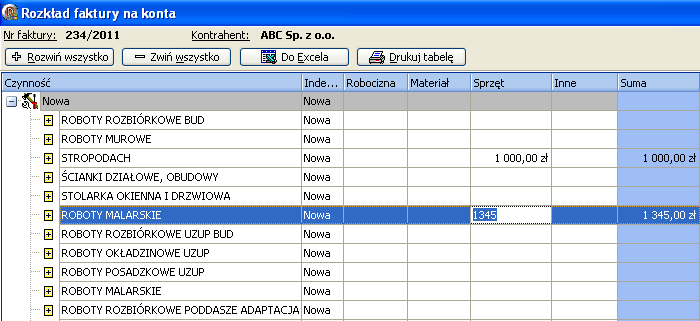 Rozkład faktury na konta
Nr faktury: 234/2011 Kontrahent: ABC Sp. z o.o.
Rozwiń wszystko Zwiń wszystko Do Excela Drukuj tabelę
Czynność Inde... Robocizna Materiał Sprzęt Inne Suma
Nowa Nowa
ROBOTY ROZBIÓRKOWE BUD Nowa
ROBOTY MUROWE Nowa
STROPODACH Nowa 1 000,00 zł 1 000,00 zł
ŚCIANKI DZIAŁOWE, OBUDOWY Nowa
STOLARKA OKIENNA I DRZWIOWA Nowa
ROBOTY MALARSKIE Nowa 1345 1 345,00 zł
ROBOTY ROZBIÓRKOWE UZUP BUD Nowa
ROBOTY OKŁADZINOWE UZUP Nowa
ROBOTY POSADZKOWE UZUP Nowa
ROBOTY MALARSKIE Nowa
ROBOTY ROZBIÓRKOWE PODDASZE ADAPTACJA Nowa